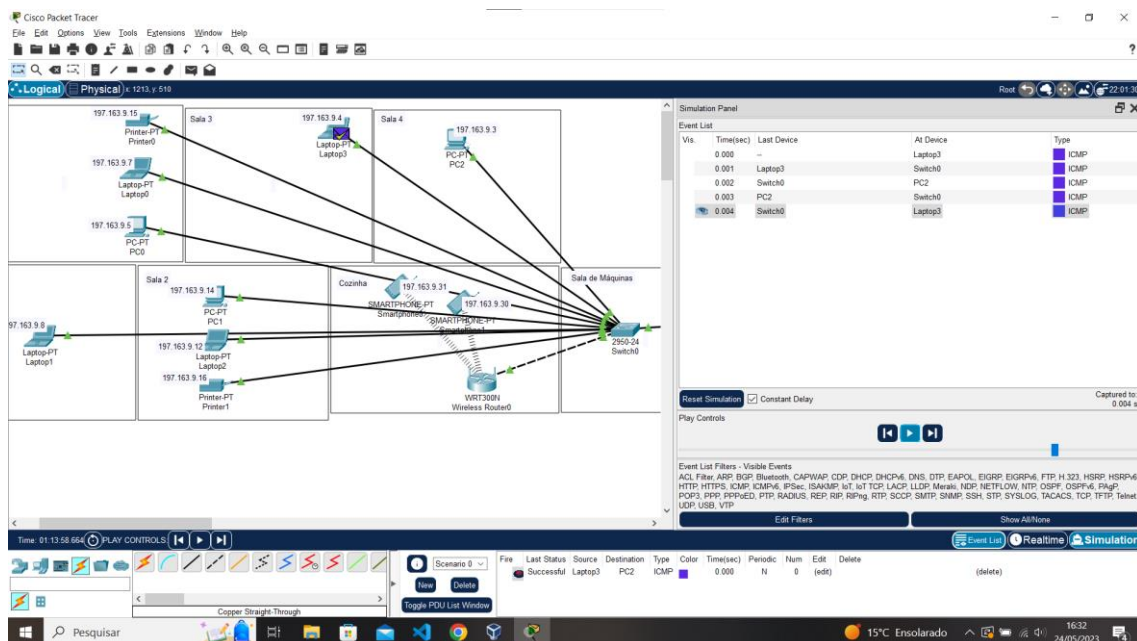 Cisco Packet Tracer
File Edit Options View Tools Extensions Window Help
?
Logical Physical x: 1213, y: 510
Root 22:01:30
197.163.9.15
Printer-PT
Printer0
197.163.9.7
Laptop-PT
Laptop0
197.163.9.5
PC-PT
PC0
Sala 3
197.163.9.4
Laptop-PT
Laptop3
Sala 4
197.163.9.3
PC-PT
PC2
97.163.9.8
Laptop-PT
Laptop1
Sala 2
197.163.9.14
PC-PT
PC1
197.163.9.12
Laptop-PT
Laptop2
197.163.9.16
Printer-PT
Printer1
Cozinha
197.163.9.31
SMARTPHONE-PT
197.163.9.30
SMARTPHONE-PT
WRT300N
Wireless Router0
Sala de Máquinas
2950-24
Switch0
Simulation Panel
Event List
Vis. Time(sec) Last Device At Device Type
0.000 -- Laptop3 ICMP
0.001 Laptop3 Switch0 ICMP
0.002 Switch0 PC2 ICMP
0.003 PC2 Switch0 ICMP
0.004 Switch0 Laptop3 ICMP
Reset Simulation Constant Delay
Captured to:
0.004 s
Play Controls
Event List Filters - Visible Events
ACL Filter, ARP, BGP, Bluetooth, CAPWAP, CDP, DHCP, DHCPv6, DNS, DTP, EAPOL, EIGRP, EIGRPv6, FTP, H.323, HSRP, HSRPv6
HTTP, HTTPS, ICMP, ICMPv6, IPSec, ISAKMP, IoT, IoT TCP, LACP, LLDP, Meraki, NDP, NETFLOW, NTP, OSPF, OSPFv6, PAgP,
POP3, PPP, PPPoED, PTP, RADIUS, REP, RIP, RIPng, RTP, SCCP, SMTP, SNMP, SSH, STP, SYSLOG, TACACS, TCP, TFTP, Telnet
UDP, USB, VTP
Edit Filters Show All/None
Time: 01:13:58.664 PLAY CONTROLS:
Event List Realtime Simulation
Copper Straight-Through
Scenario 0
New Delete
Toggle PDU List Window
Fire Last Status Source Destination Type Color Time(sec) Periodic Num Edit Delete
Successful Laptop3 PC2 ICMP 0.000 N 0 (edit) (delete)
Pesquisar
15°C Ensolarado
16:32